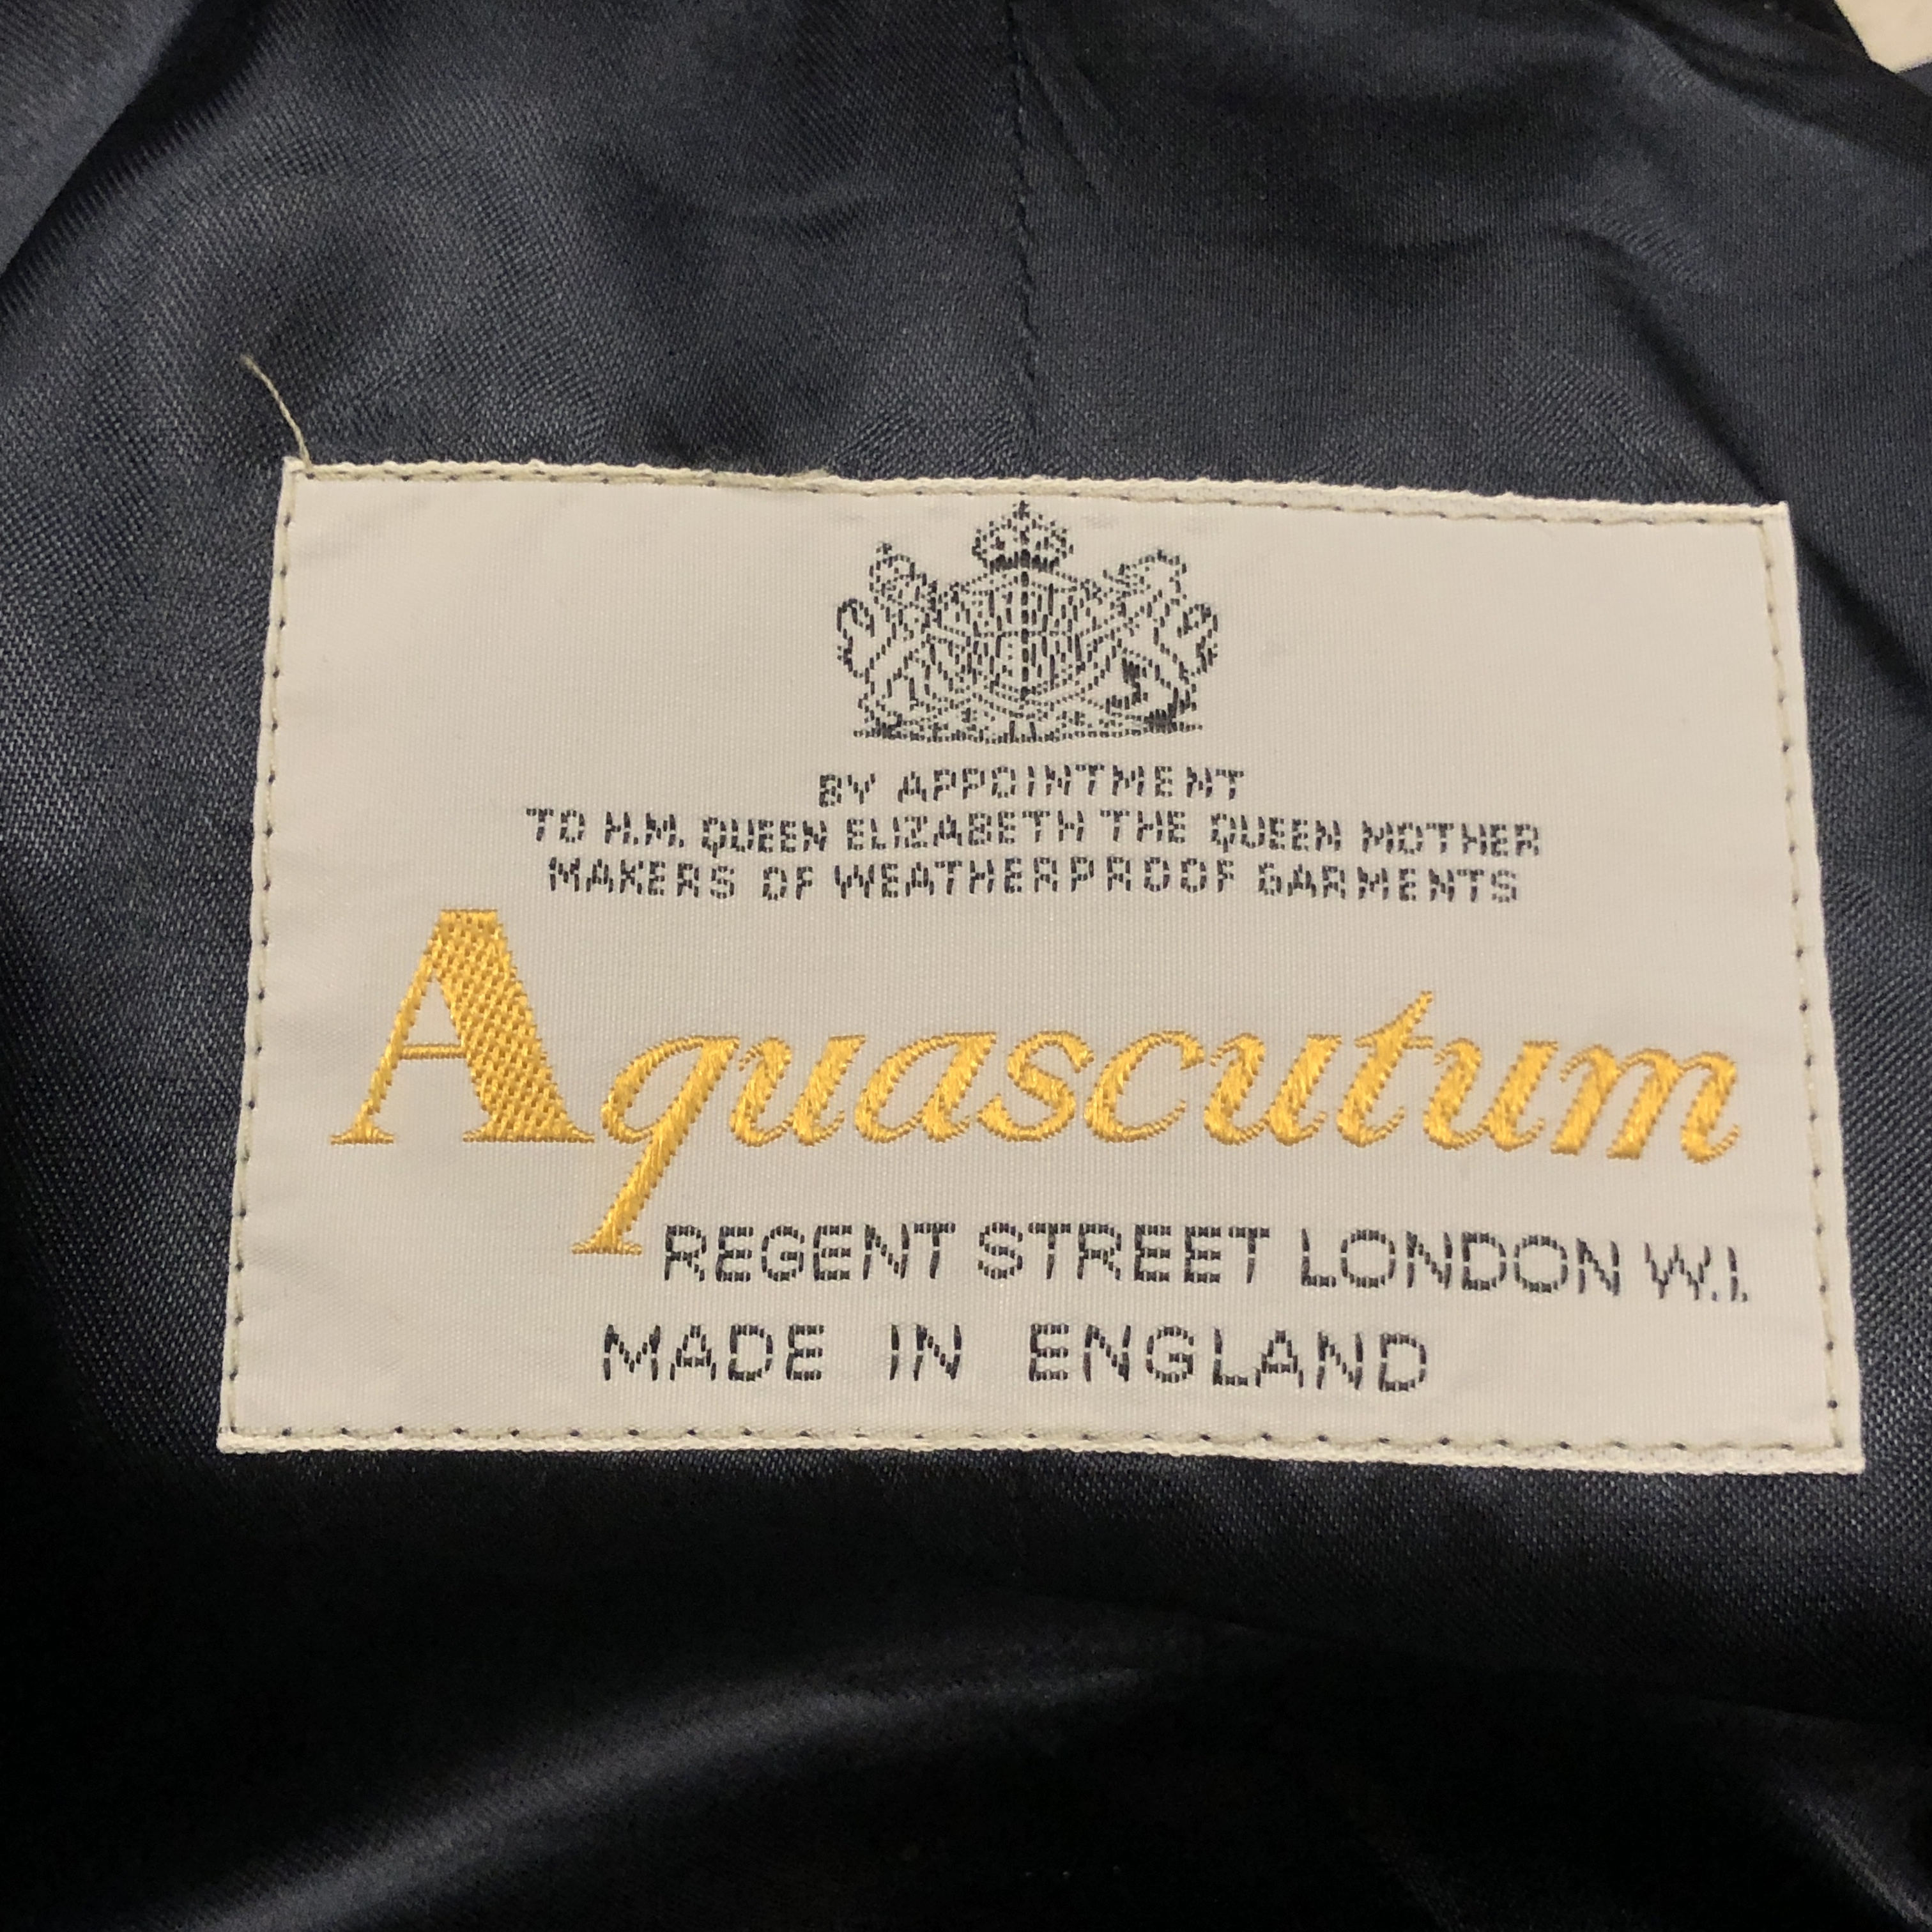 BY APPOINTMENT
TO H.M. QUEEN ELIZABETH THE QUEEN MOTHER
MAKERS OF WEATHERPROOF GARMENTS
Aquascutum
REGENT STREET LONDON W.1.
MADE IN ENGLAND